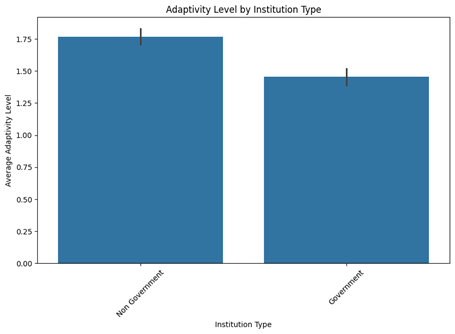 Adaptivity Level by Institution Type
Average Adaptivity Level
1.75
1.50
1.25
1.00
0.75
0.50
0.25
0.00
Non Government
Government
Institution Type